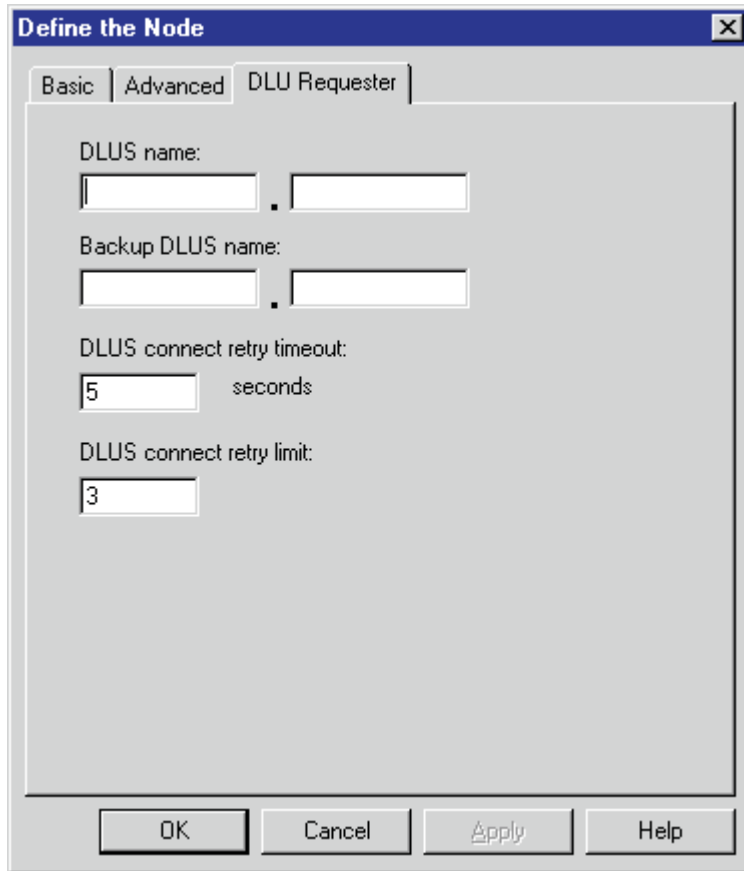 Define the Node
Basic Advanced DLU Requester
DLUS name:
.
Backup DLUS name:
.
DLUS connect retry timeout:
5 seconds
DLUS connect retry limit:
3
OK Cancel Apply Help